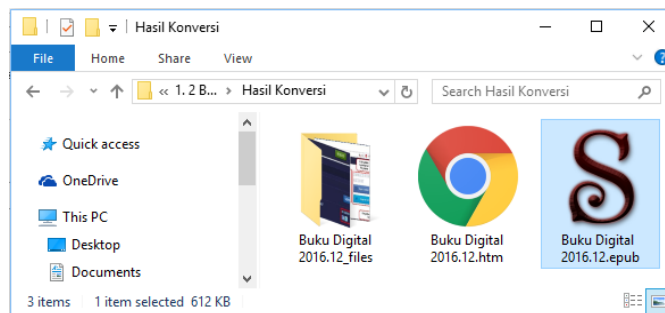 Hasil Konversi
File Home Share View
« 1. 2 B... › Hasil Konversi
Search Hasil Konversi
Quick access
OneDrive
This PC
Desktop
Documents
Buku Digital
2016.12_files
Buku Digital
2016.12.htm
Buku Digital
2016.12.epub
3 items 1 item selected 612 KB